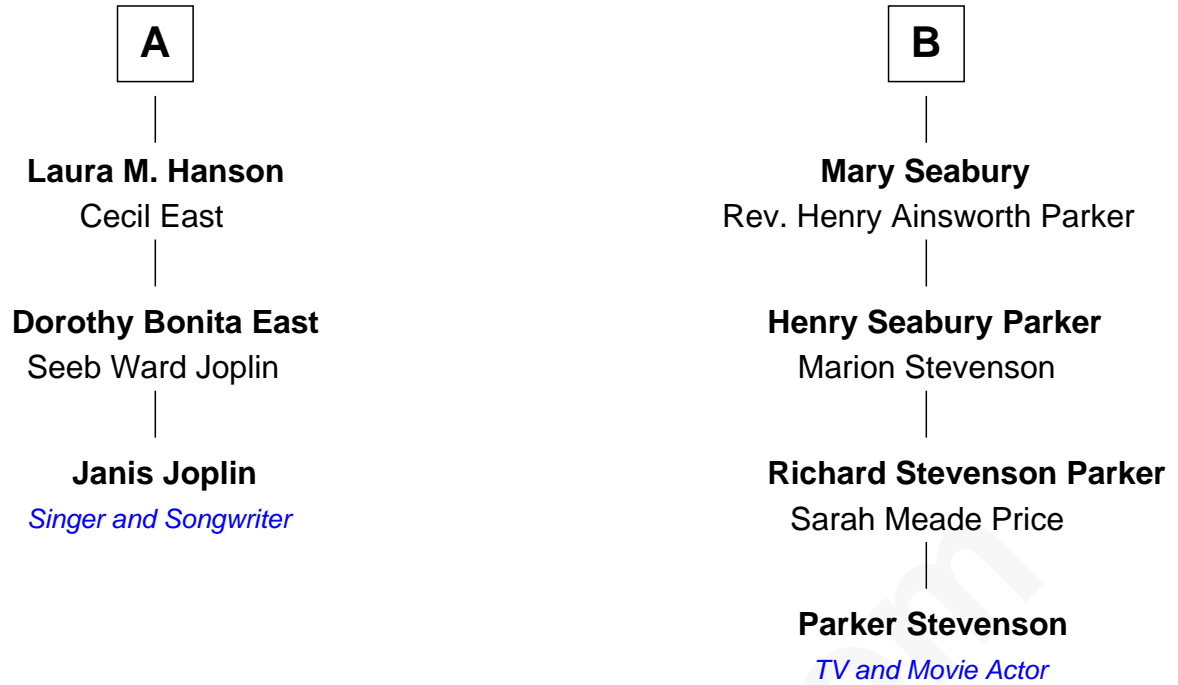 A
Laura M. Hanson
Cecil East
Dorothy Bonita East
Seeb Ward Joplin
Janis Joplin
Singer and Songwriter
B
Mary Seabury
Rev. Henry Ainsworth Parker
Henry Seabury Parker
Marion Stevenson
Richard Stevenson Parker
Sarah Meade Price
Parker Stevenson
TV and Movie Actor